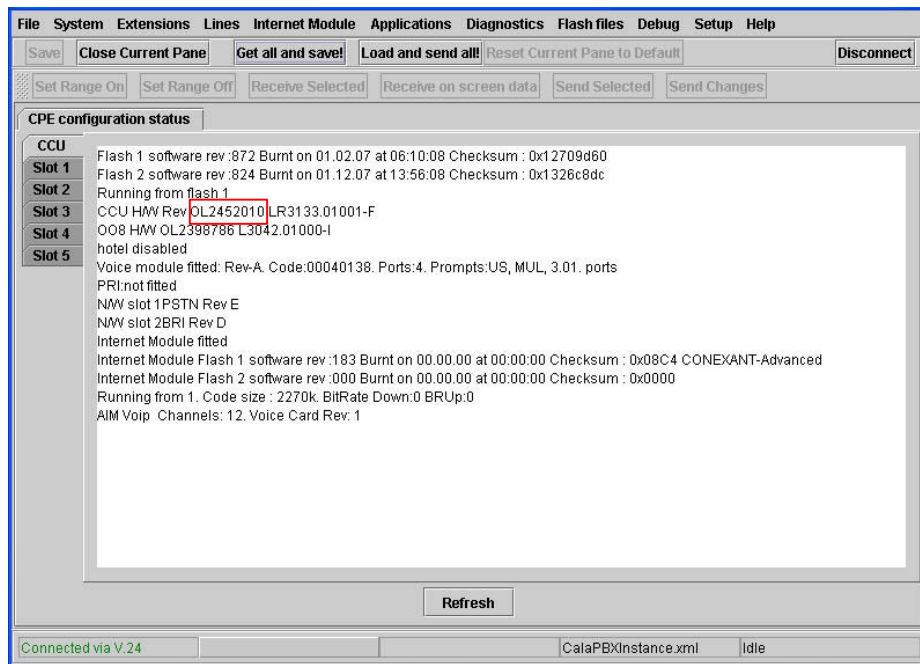 File System Extensions Lines Internet Module Applications Diagnostics Flash files Debug Setup Help
Save Close Current Pane Get all and save! Load and send all! Reset Current Pane to Default Disconnect
Set Range On Set Range Off Receive Selected Receive on screen data Send Selected Send Changes
CPE configuration status
CCU
Slot 1
Slot 2
Slot 3
Slot 4
Slot 5
Flash 1 software rev :872 Burnt on 01.02.07 at 06:10:08 Checksum : 0x12709d60
Flash 2 software rev :824 Burnt on 01.12.07 at 13:56:08 Checksum : 0x1326c8dc
Running from flash 1
CCU H/W Rev OL2452010 LR3133.01001-F
OO8 H/W OL2398786 L3042.01000-I
hotel disabled
Voice module fitted: Rev-A. Code:00040138. Ports:4. Prompts:US, MUL, 3.01. ports
PRI:not fitted
N/W slot 1PSTN Rev E
N/W slot 2BRI Rev D
Internet Module fitted
Internet Module Flash 1 software rev :183 Burnt on 00.00.00 at 00:00:00 Checksum : 0x08C4 CONEXANT-Advanced
Internet Module Flash 2 software rev :000 Burnt on 00.00.00 at 00:00:00 Checksum : 0x0000
Running from 1. Code size : 2270k. BitRate Down:0 BRUp:0
AIM Voip Channels: 12. Voice Card Rev: 1
Refresh
Connected via V.24 CalaPBXInstance.xml Idle